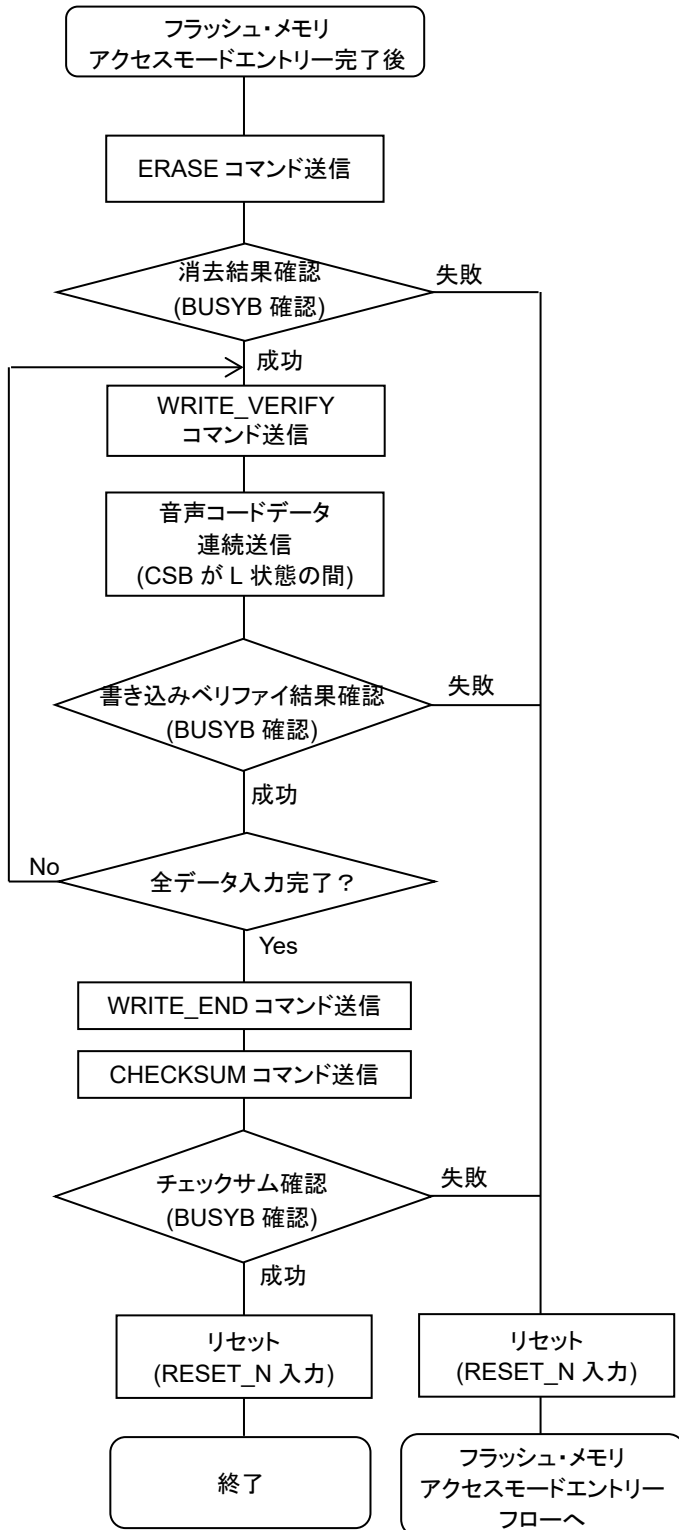 フラッシュ・メモリ
アクセスモードエントリー完了後
ERASE コマンド送信
消去結果確認
(BUSYB 確認)
失敗
成功
WRITE_VERIFY
コマンド送信
音声コードデータ
連続送信
(CSB が L 状態の間)
書き込みベリファイ結果確認
(BUSYB 確認)
失敗
成功
No
全データ入力完了？
Yes
WRITE_END コマンド送信
CHECKSUM コマンド送信
チェックサム確認
(BUSYB 確認)
失敗
成功
リセット
(RESET_N 入力)
リセット
(RESET_N 入力)
終了
フラッシュ・メモリ
アクセスモードエントリー
フローへ